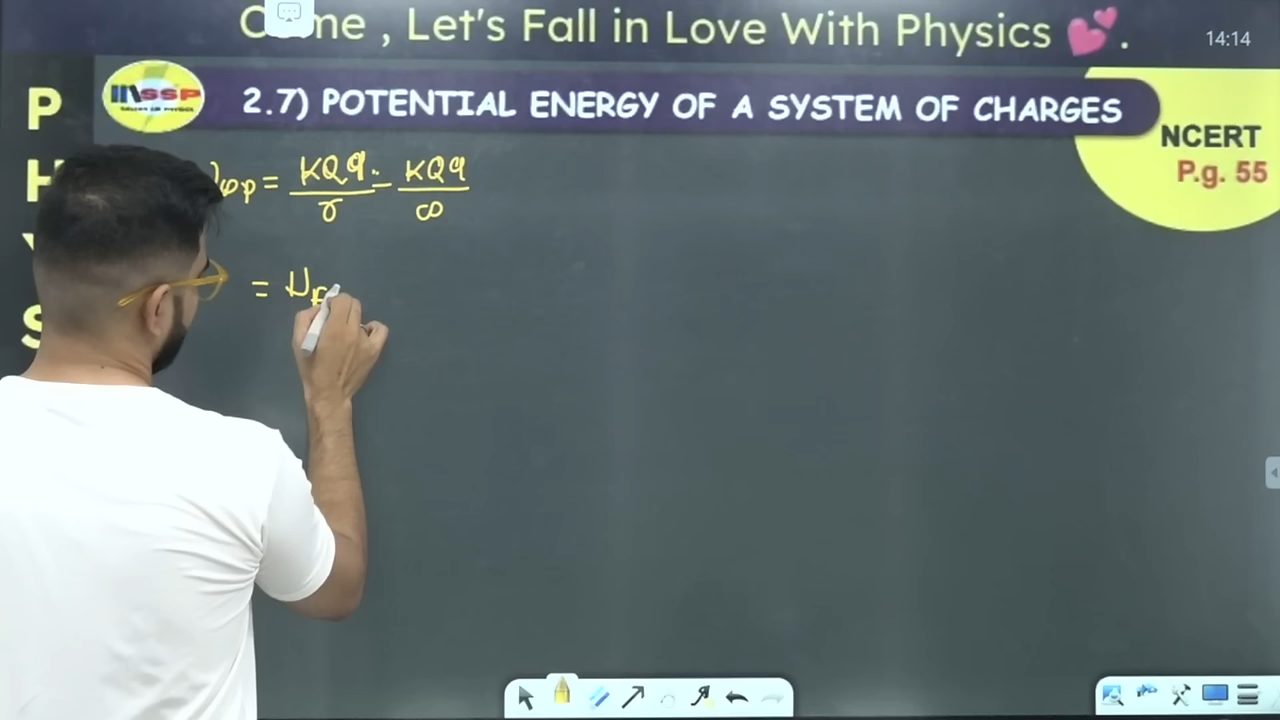 Come , Let's Fall in Love With Physics 💕.
14:14
P
H
Y
S
SSP
2.7) POTENTIAL ENERGY OF A SYSTEM OF CHARGES
NCERT
P.g. 55
)ωp = KQq/r - KQq/∞
= U